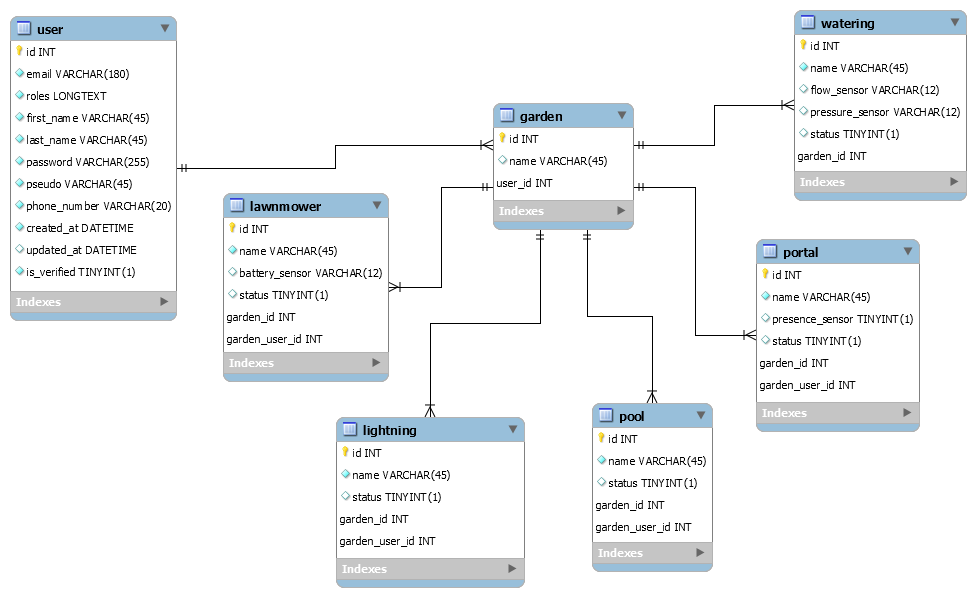 user
id INT
email VARCHAR(180)
roles LONGTEXT
first_name VARCHAR(45)
last_name VARCHAR(45)
password VARCHAR(255)
pseudo VARCHAR(45)
phone_number VARCHAR(20)
created_at DATETIME
updated_at DATETIME
is_verified TINYINT(1)
Indexes
lawnmower
id INT
name VARCHAR(45)
battery_sensor VARCHAR(12)
status TINYINT(1)
garden_id INT
garden_user_id INT
Indexes
garden
id INT
name VARCHAR(45)
user_id INT
Indexes
watering
id INT
name VARCHAR(45)
flow_sensor VARCHAR(12)
pressure_sensor VARCHAR(12)
status TINYINT(1)
garden_id INT
Indexes
portal
id INT
name VARCHAR(45)
presence_sensor TINYINT(1)
status TINYINT(1)
garden_id INT
garden_user_id INT
Indexes
lightning
id INT
name VARCHAR(45)
status TINYINT(1)
garden_id INT
garden_user_id INT
Indexes
pool
id INT
name VARCHAR(45)
status TINYINT(1)
garden_id INT
garden_user_id INT
Indexes